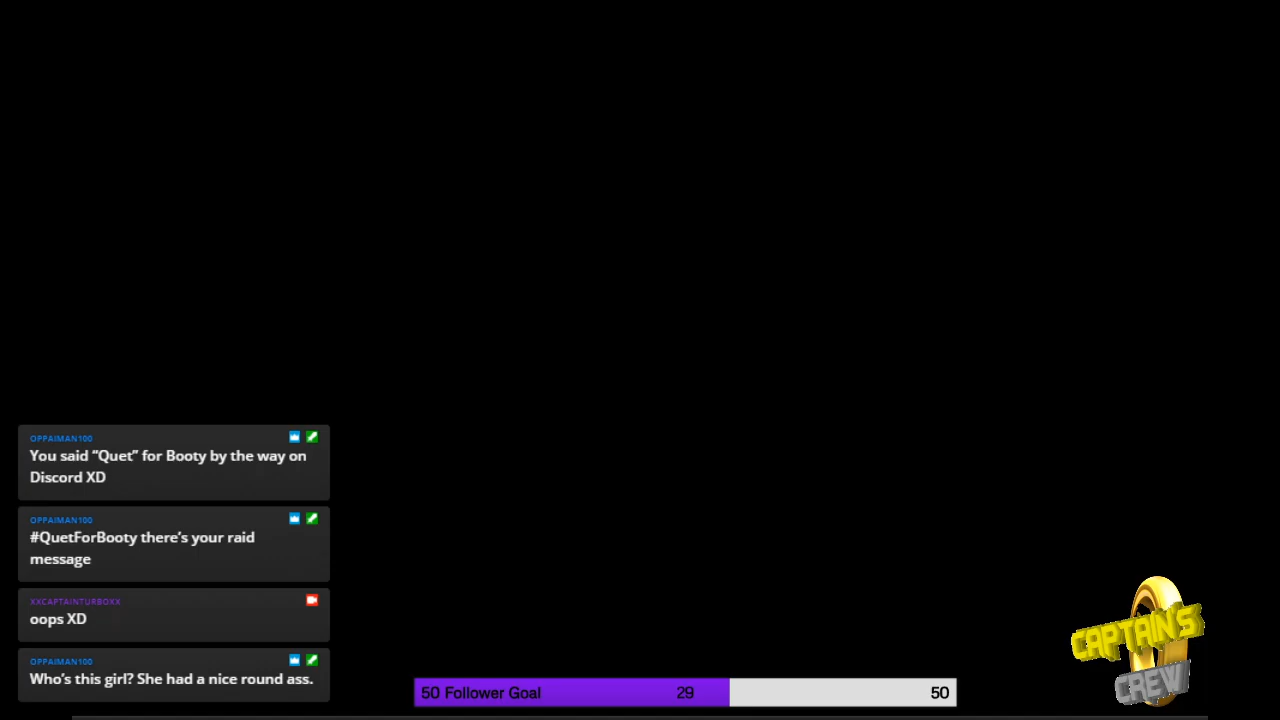 OPPAIMAN100
You said “Quet” for Booty by the way on
Discord XD
OPPAIMAN100
#QuetForBooty there's your raid
message
XXCAPTAINTURBOXX
oops XD
OPPAIMAN100
Who's this girl? She had a nice round ass.
50 Follower Goal 29 50
CAPTAIN'S
CREW